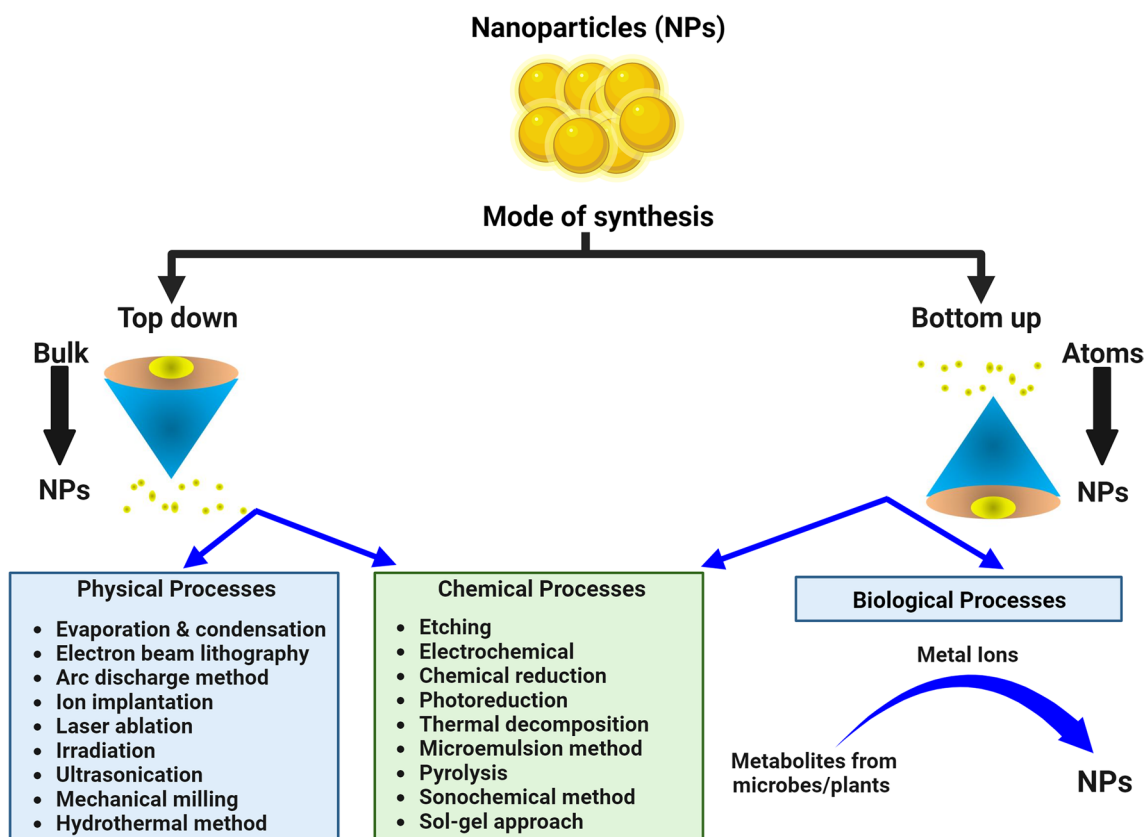 Nanoparticles (NPs)
Mode of synthesis
Top down
Bulk
NPs
Bottom up
Atoms
NPs
Physical Processes
• Evaporation & condensation
• Electron beam lithography
• Arc discharge method
• Ion implantation
• Laser ablation
• Irradiation
• Ultrasonication
• Mechanical milling
• Hydrothermal method
Chemical Processes
• Etching
• Electrochemical
• Chemical reduction
• Photoreduction
• Thermal decomposition
• Microemulsion method
• Pyrolysis
• Sonochemical method
• Sol-gel approach
Biological Processes
Metal Ions
Metabolites from
microbes/plants
NPs